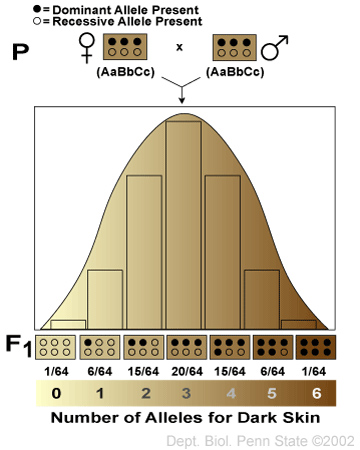 = Dominant Allele Present
= Recessive Allele Present
P ♀ x ♂
(AaBbCc) (AaBbCc)
F1
1/64 6/64 15/64 20/64 15/64 6/64 1/64
0 1 2 3 4 5 6
Number of Alleles for Dark Skin
Dept. Biol. Penn State ©2002